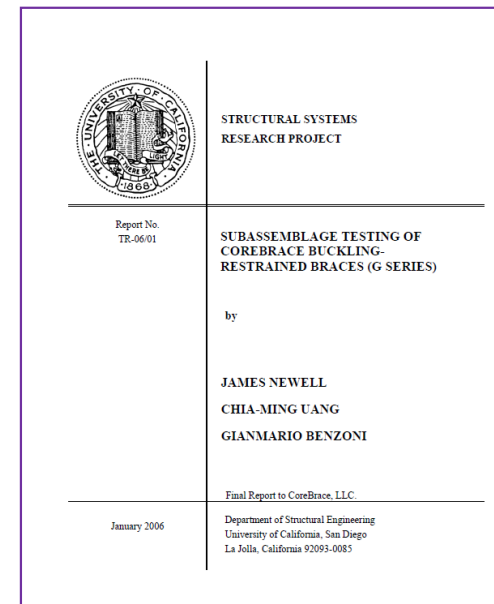 THE · UNIVERSITY · OF · CALIFORNIA
LET THERE BE LIGHT
·1868·
STRUCTURAL SYSTEMS
RESEARCH PROJECT
Report No.
TR-06/01
SUBASSEMBLAGE TESTING OF
COREBRACE BUCKLING-
RESTRAINED BRACES (G SERIES)
by
JAMES NEWELL
CHIA-MING UANG
GIANMARIO BENZONI
Final Report to CoreBrace, LLC.
January 2006
Department of Structural Engineering
University of California, San Diego
La Jolla, California 92093-0085